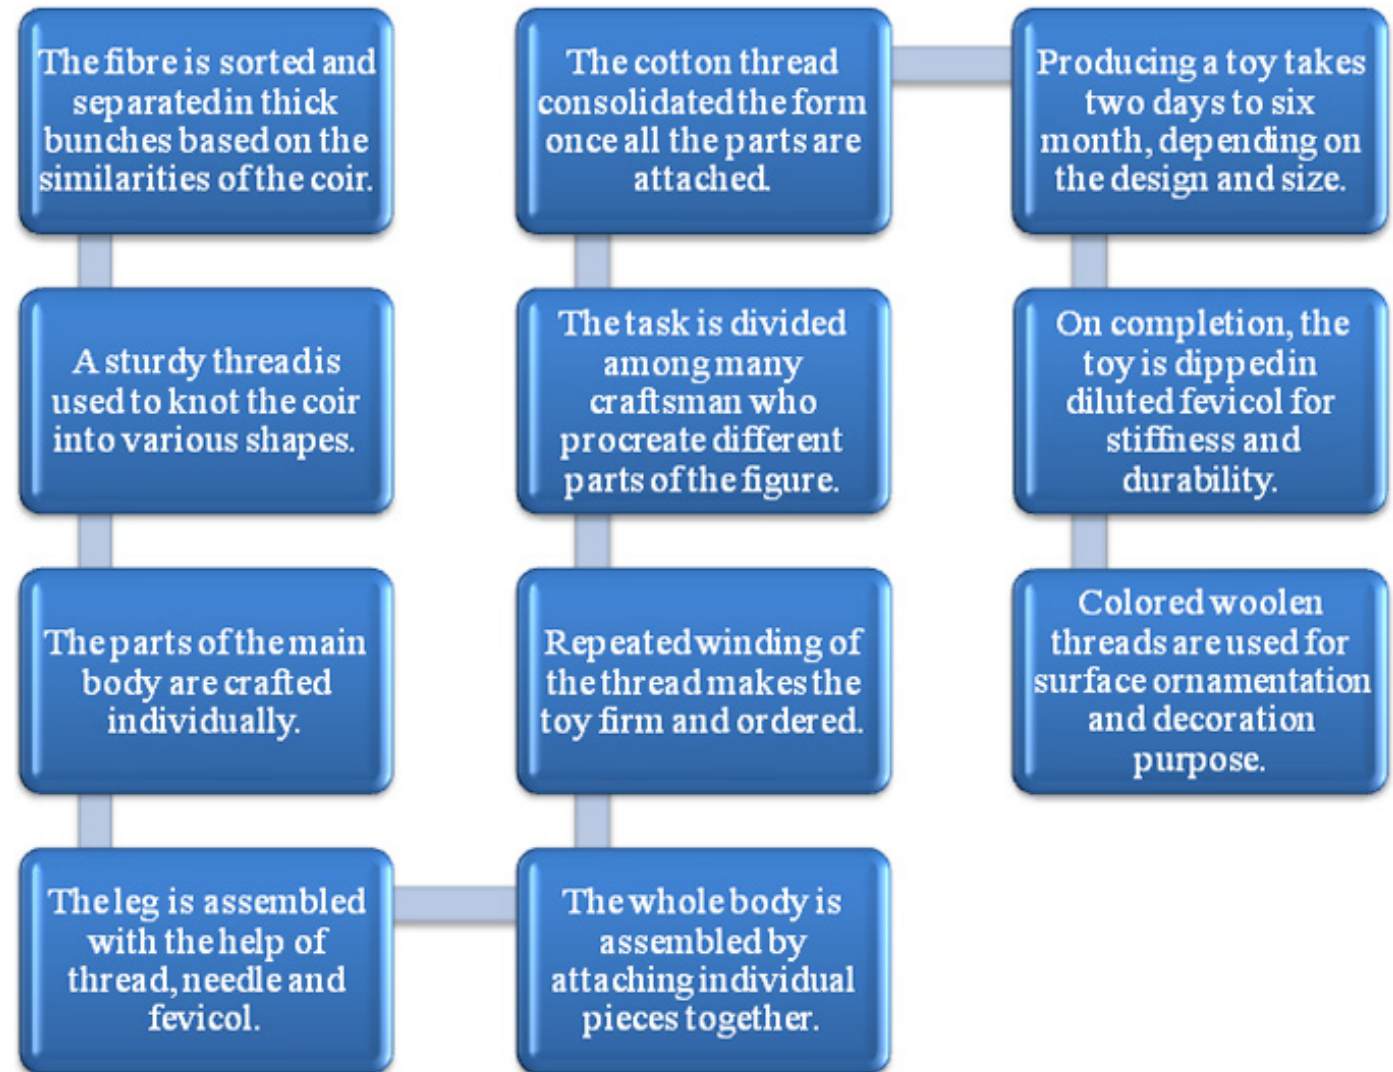 The fibre is sorted and
separated in thick
bunches based on the
similarities of the coir.
A sturdy thread is
used to knot the coir
into various shapes.
The parts of the main
body are crafted
individually.
The leg is assembled
with the help of
thread, needle and
fevicol.
The whole body is
assembled by
attaching individual
pieces together.
Repeated winding of
the thread makes the
toy firm and ordered.
The task is divided
among many
craftsman who
procreate different
parts of the figure.
The cotton thread
consolidated the form
once all the parts are
attached.
Producing a toy takes
two days to six
month, depending on
the design and size.
On completion, the
toy is dipped in
diluted fevicol for
stiffness and
durability.
Colored woolen
threads are used for
surface ornamentation
and decoration
purpose.